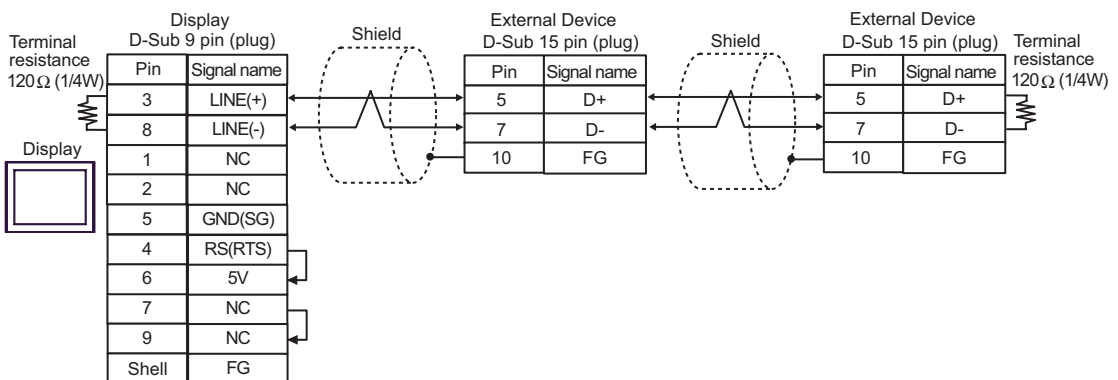 Display
D-Sub 9 pin (plug)
Terminal
resistance
120Ω (1/4W)
Pin Signal name
3 LINE(+)
8 LINE(-)
1 NC
2 NC
5 GND(SG)
4 RS(RTS)
6 5V
7 NC
9 NC
Shell FG
Display
Shield
External Device
D-Sub 15 pin (plug)
Pin Signal name
5 D+
7 D-
10 FG
Shield
External Device
D-Sub 15 pin (plug)
Pin Signal name
5 D+
7 D-
10 FG
Terminal
resistance
120Ω (1/4W)